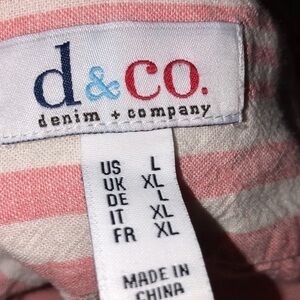 d&co.
denim + company
US L
UK XL
DE L
IT XL
FR XL
MADE IN
CHINA